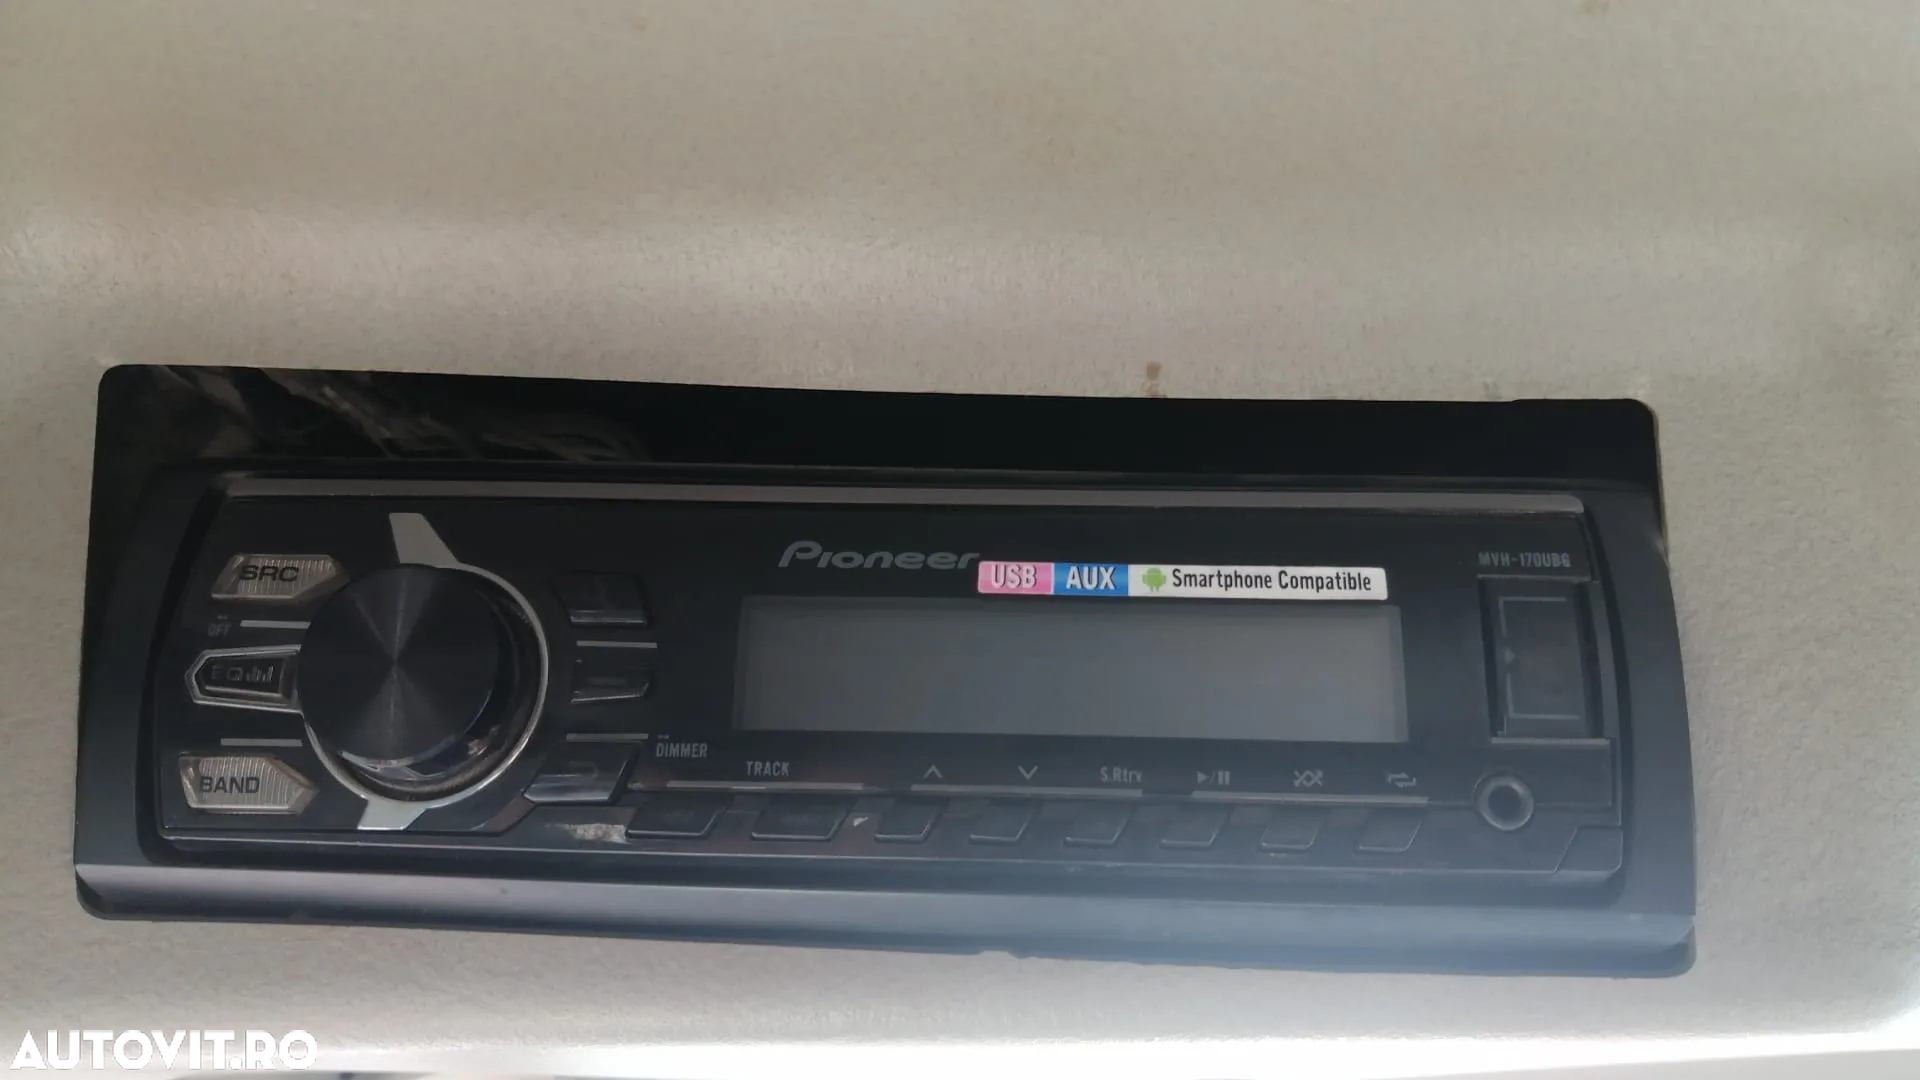 Pioneer
MVH-170UBG
USB AUX Smartphone Compatible
SRC
OFF
EQ
BAND
DIMMER
TRACK
S.Rtrv
AUTOVIT.RO